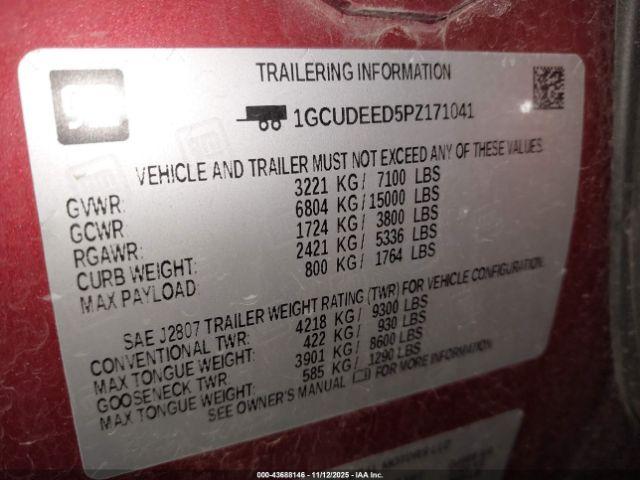 gm
TRAILERING INFORMATION
1GCUDEED5PZ171041
VEHICLE AND TRAILER MUST NOT EXCEED ANY OF THESE VALUES.
GVWR: 3221 KG/ 7100 LBS
GCWR: 6804 KG/15000 LBS
RGAWR: 1724 KG/ 3800 LBS
CURB WEIGHT: 2421 KG/ 5336 LBS
MAX PAYLOAD: 800 KG/ 1764 LBS
SAE J2807 TRAILER WEIGHT RATING (TWR) FOR VEHICLE CONFIGURATION:
CONVENTIONAL TWR: 4218 KG/ 9300 LBS
MAX TONGUE WEIGHT: 422 KG/ 930 LBS
GOOSENECK TWR 3901 KG/ 8600 LBS
MAX TONGUE WEIGHT: 585 KG/ 1290 LBS
SEE OWNER'S MANUAL FOR MORE INFORMATION
MOTORS LLC
000-43688146 - 11/12/2025 - IAA Inc.